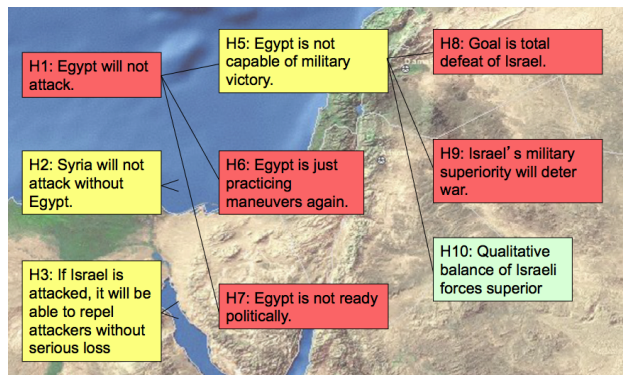 H1: Egypt will not
attack.
H2: Syria will not
attack without
Egypt.
H3: If Israel is
attacked, it will be
able to repel
attackers without
serious loss
H5: Egypt is not
capable of military
victory.
H6: Egypt is just
practicing
maneuvers again.
H7: Egypt is not ready
politically.
H8: Goal is total
defeat of Israel.
H9: Israel’s military
superiority will deter
war.
H10: Qualitative
balance of Israeli
forces superior